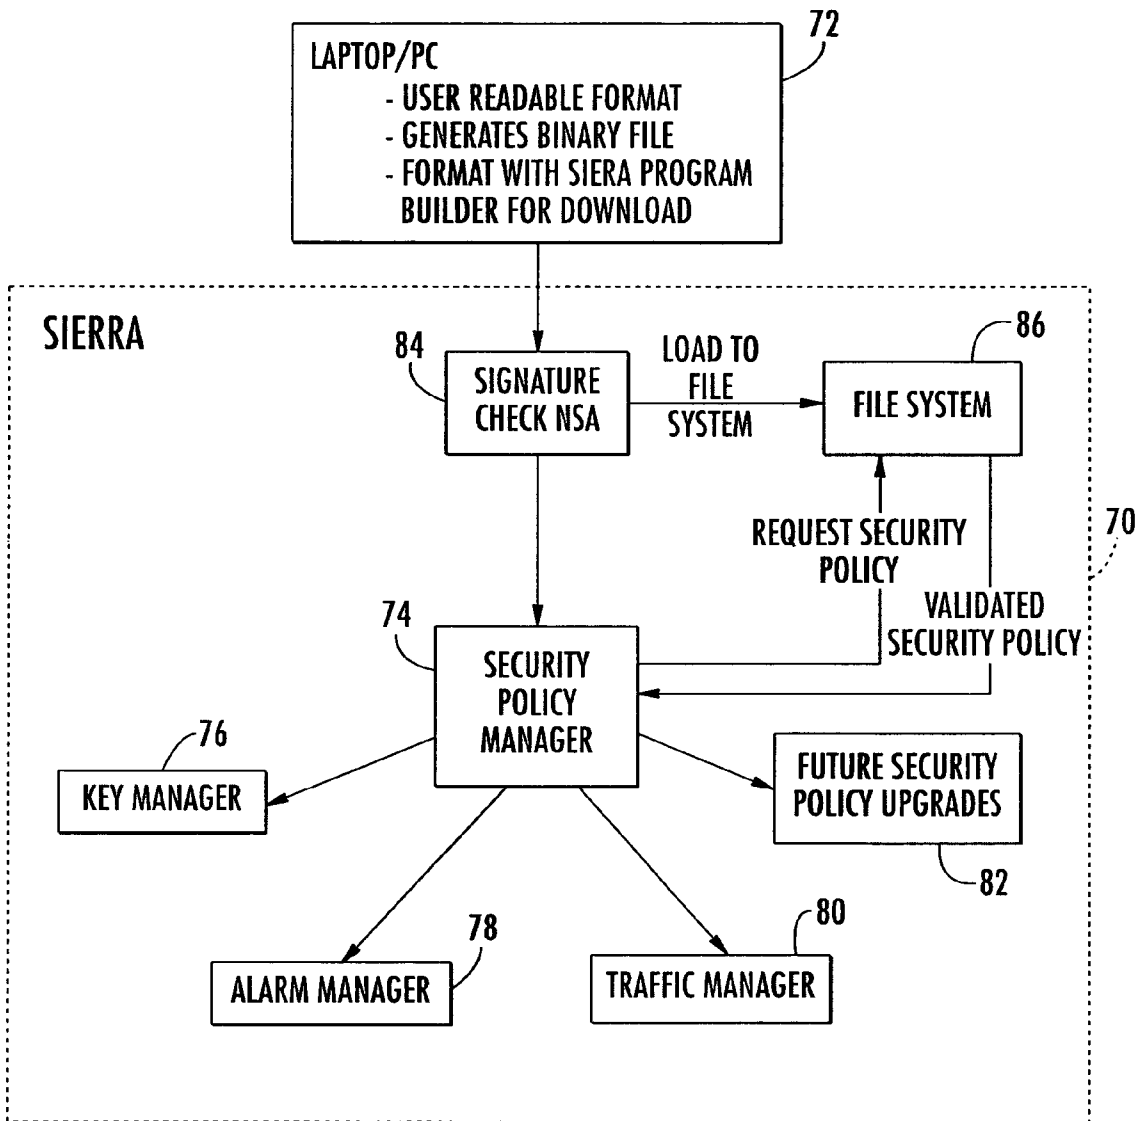 72
LAPTOP/PC
- USER READABLE FORMAT
- GENERATES BINARY FILE
- FORMAT WITH SIERA PROGRAM
BUILDER FOR DOWNLOAD
SIERRA
84
SIGNATURE
CHECK NSA
LOAD TO
FILE
SYSTEM
86
FILE SYSTEM
70
REQUEST SECURITY
POLICY
VALIDATED
SECURITY POLICY
74
SECURITY
POLICY
MANAGER
76
KEY MANAGER
FUTURE SECURITY
POLICY UPGRADES
82
78
ALARM MANAGER
80
TRAFFIC MANAGER